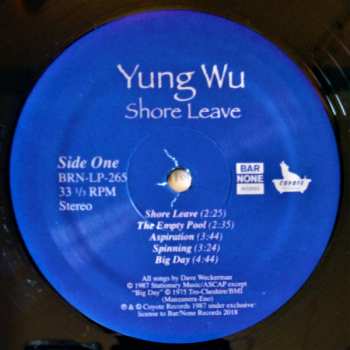 Yung Wu
Shore Leave
Side One
BRN-LP-265
33 ⅓ RPM
Stereo
BAR
NONE
RECORDS
COYOTE
Shore Leave (2:25)
The Empty Pool (2:35)
Aspiration (3:44)
Spinning (3:24)
Big Day (4:44)
All songs by Dave Weckerman
© 1987 Stationary Music/ASCAP except
"Big Day" © 1975 Tro-Cheshire/BMI
(Manzanera-Eno)
℗ & © Coyote Records 1987 under exclusive
license to Bar/None Records 2018